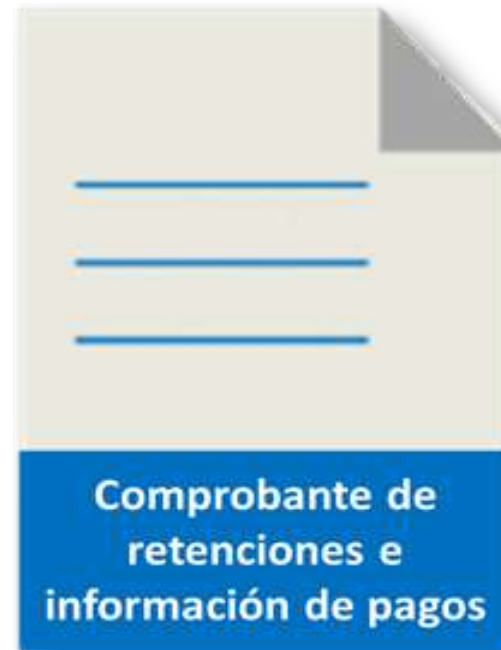 Comprobante de
retenciones e
información de pagos